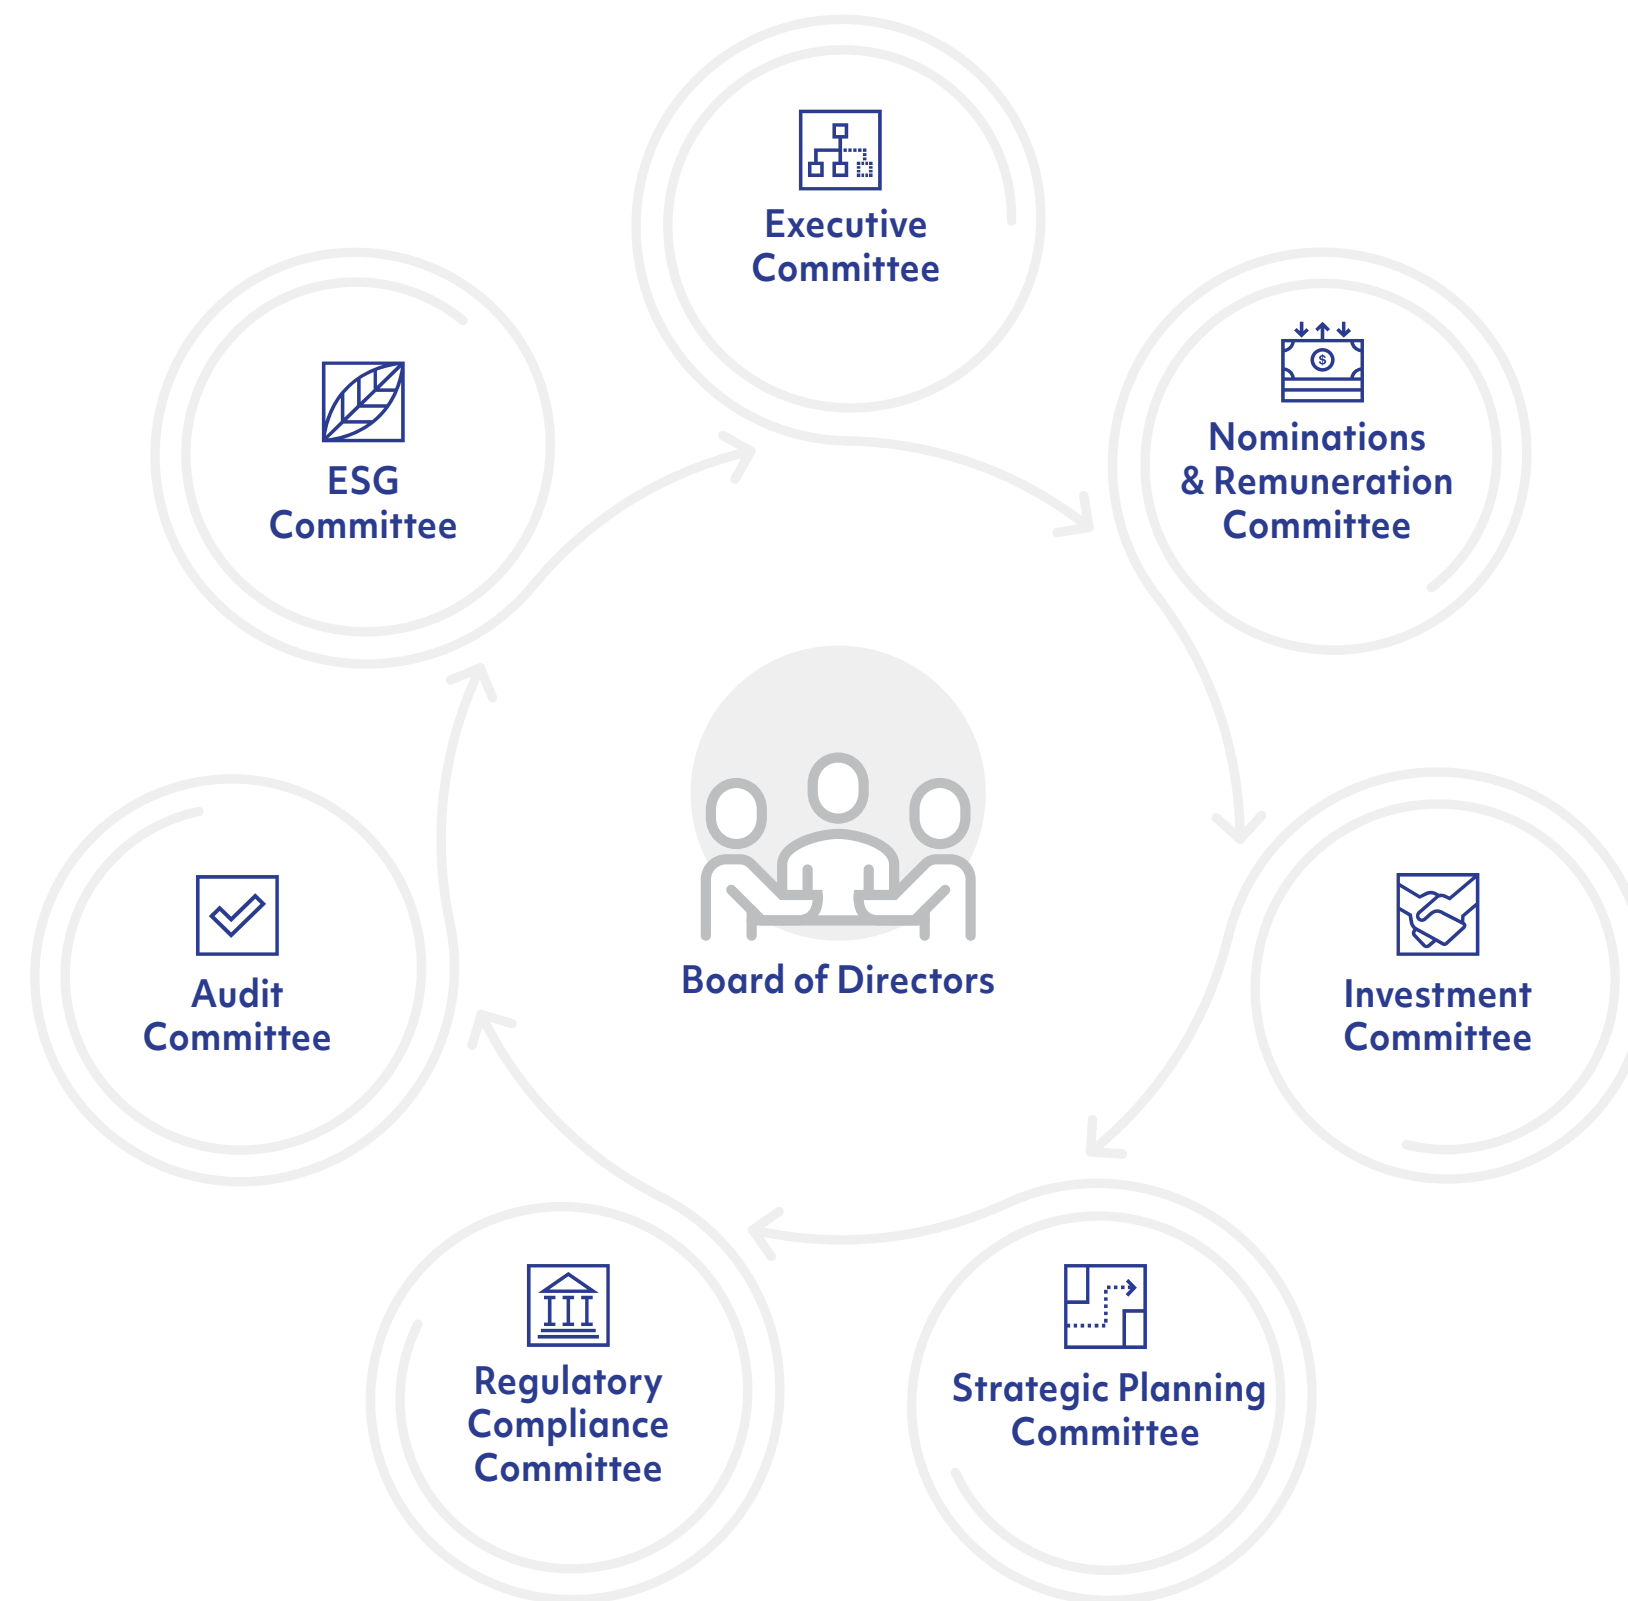 Executive
Committee
Nominations
& Remuneration
Committee
Investment
Committee
Strategic Planning
Committee
Regulatory
Compliance
Committee
Audit
Committee
ESG
Committee
Board of Directors
$